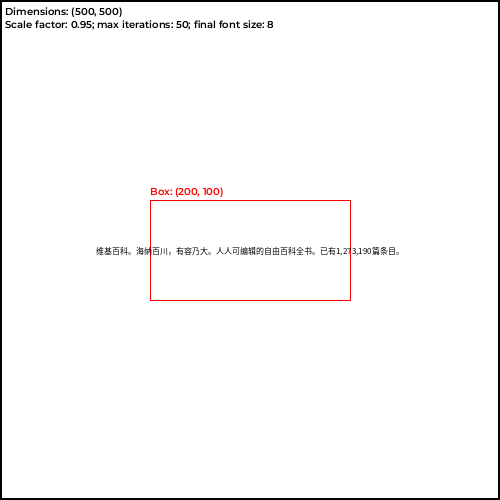 Dimensions: (500, 500)
Scale factor: 0.95; max iterations: 50; final font size: 8
Box: (200, 100)
维基百科。海纳百川，有容乃大。人人可编辑的自由百科全书。已有1,273,190篇条目。